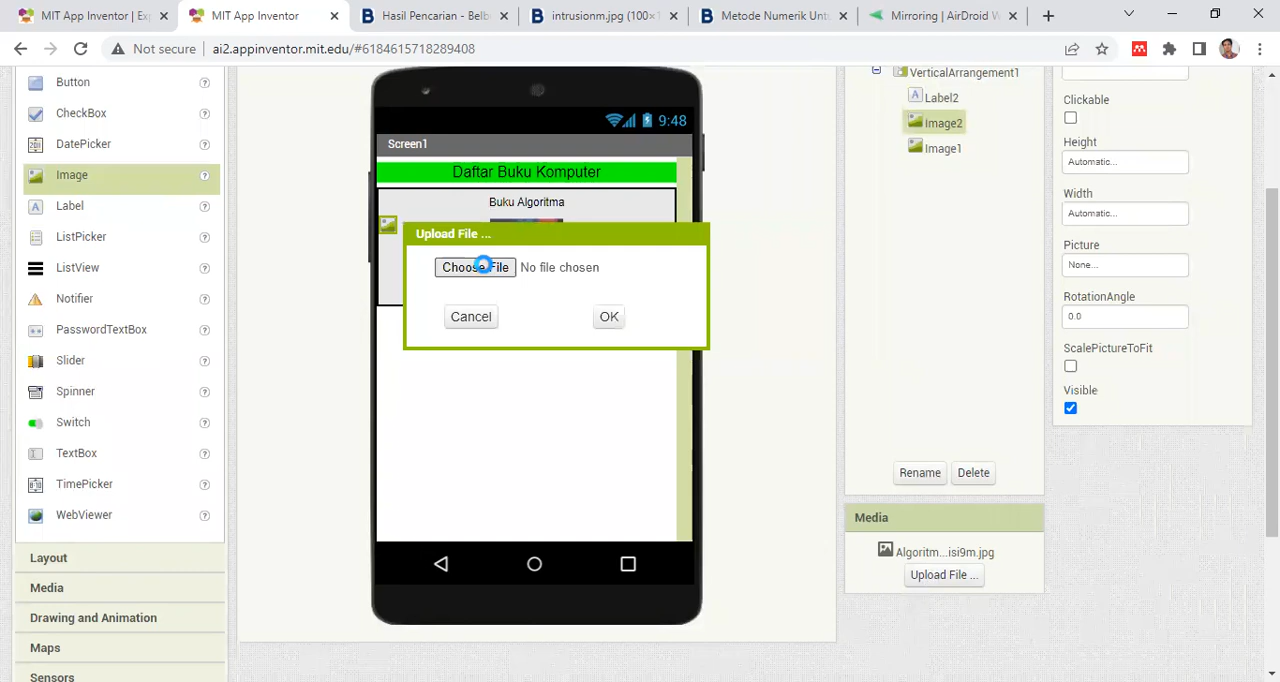 MIT App Inventor | Exp
MIT App Inventor
Hasil Pencarian - Belb
intrusionm.jpg (100×1
Metode Numerik Untu
Mirroring | AirDroid W
Not secure
ai2.appinventor.mit.edu/#6184615718289408
Button
CheckBox
DatePicker
Image
Label
ListPicker
ListView
Notifier
PasswordTextBox
Slider
Spinner
Switch
TextBox
TimePicker
WebViewer
Layout
Media
Drawing and Animation
Maps
Sensors
9:48
Screen1
Daftar Buku Komputer
Buku Algoritma
Upload File ...
Choose File No file chosen
Cancel OK
VerticalArrangement1
Label2
Image2
Image1
Rename Delete
Media
Algoritm...isi9m.jpg
Upload File ...
Clickable
Height
Automatic...
Width
Automatic...
Picture
None...
RotationAngle
0.0
ScalePictureToFit
Visible